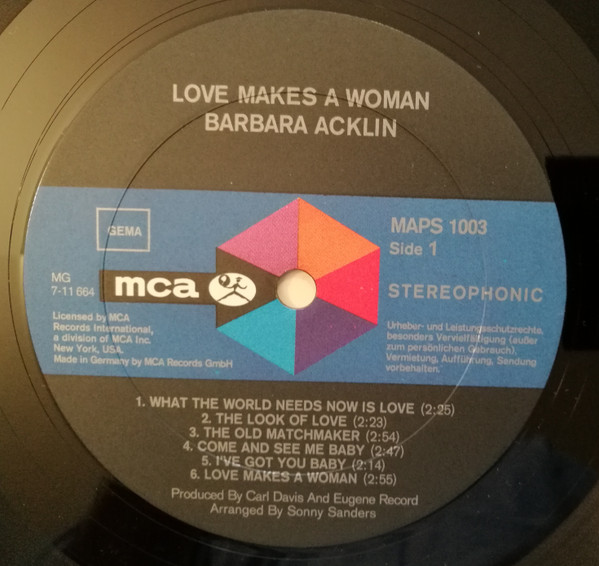 LOVE MAKES A WOMAN
BARBARA ACKLIN
GEMA
MAPS 1003
Side 1
MG
7-11 664
mca
STEREOPHONIC
Licensed by MCA
Records International,
a division of MCA Inc.
New York, USA.
Made in Germany by MCA Records GmbH
Urheber- und Leistungsschutzrechte,
besonders Vervielfältigung (außer
zum persönlichen Gebrauch),
Vermietung, Aufführung, Sendung
vorbehalten.
1. WHAT THE WORLD NEEDS NOW IS LOVE (2:25)
2. THE LOOK OF LOVE (2:23)
3. THE OLD MATCHMAKER (2:54)
4. COME AND SEE ME BABY (2:47)
5. I'VE GOT YOU BABY (2:14)
6. LOVE MAKES A WOMAN (2:55)
Produced By Carl Davis And Eugene Record
Arranged By Sonny Sanders